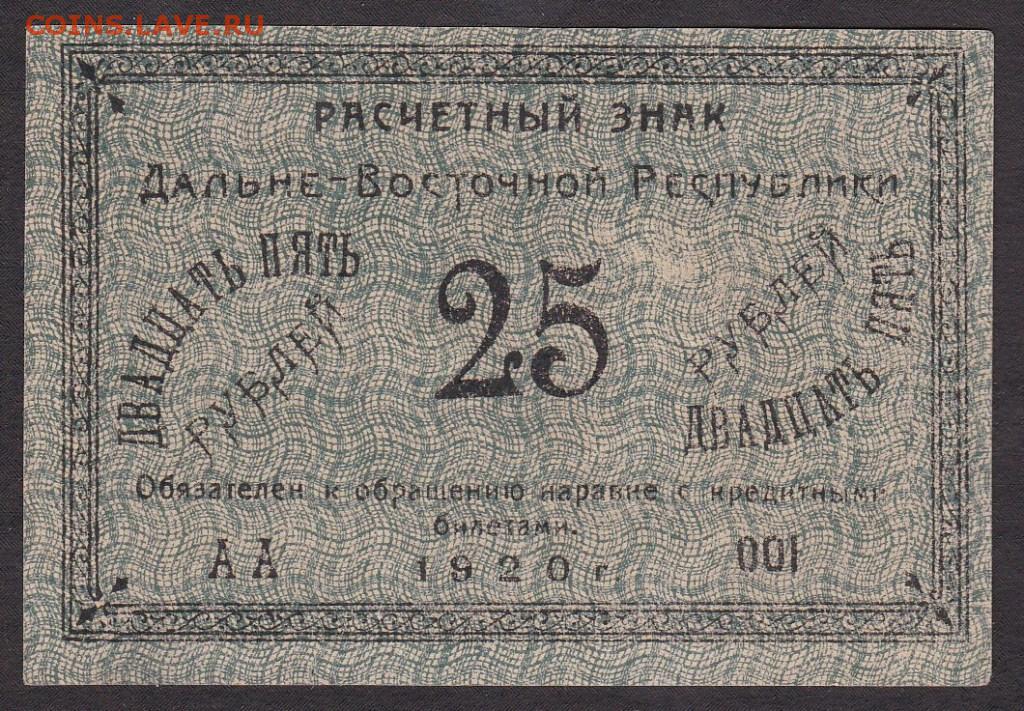 COINS.LAVE.RU
РАСЧЕТНЫЙ ЗНАК
Дальне-Восточной Республики
ДВАДЦАТЬ ПЯТЬ
РУБЛЕЙ
25
РУБЛЕЙ
ДВАДЦАТЬ ПЯТЬ
Обязателен к обращению наравне с кредитными
билетами.
АА
1920 г.
001